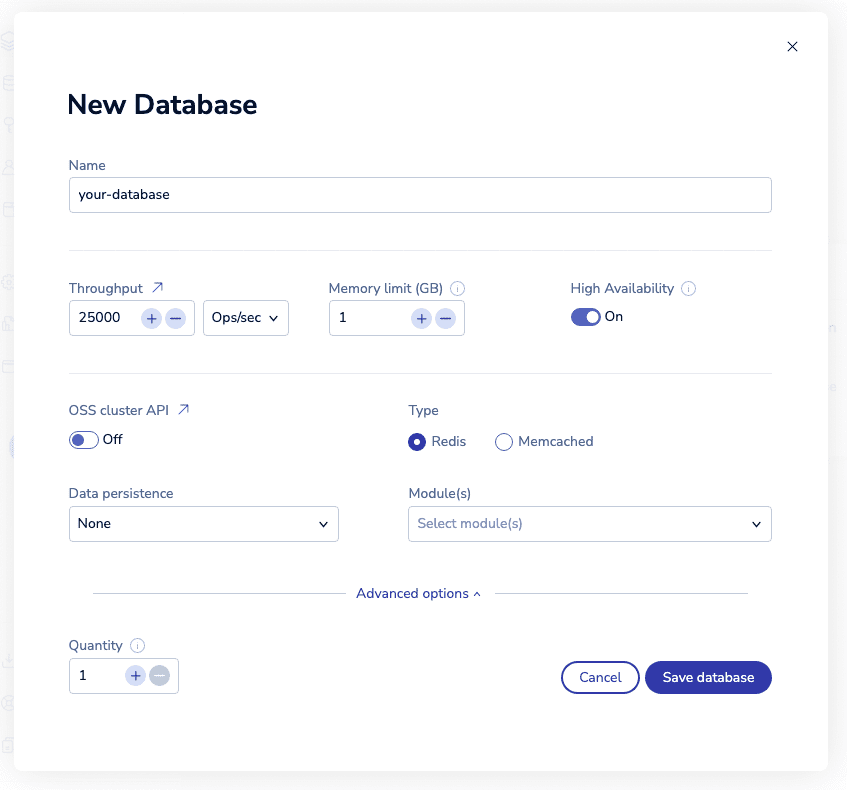 New Database
Name
your-database
Throughput
Memory limit (GB)
High Availability
25000
Ops/sec
1
On
OSS cluster API
Type
Off
Redis
Memcached
Data persistence
Module(s)
None
Select module(s)
Advanced options
Quantity
1
Cancel
Save database